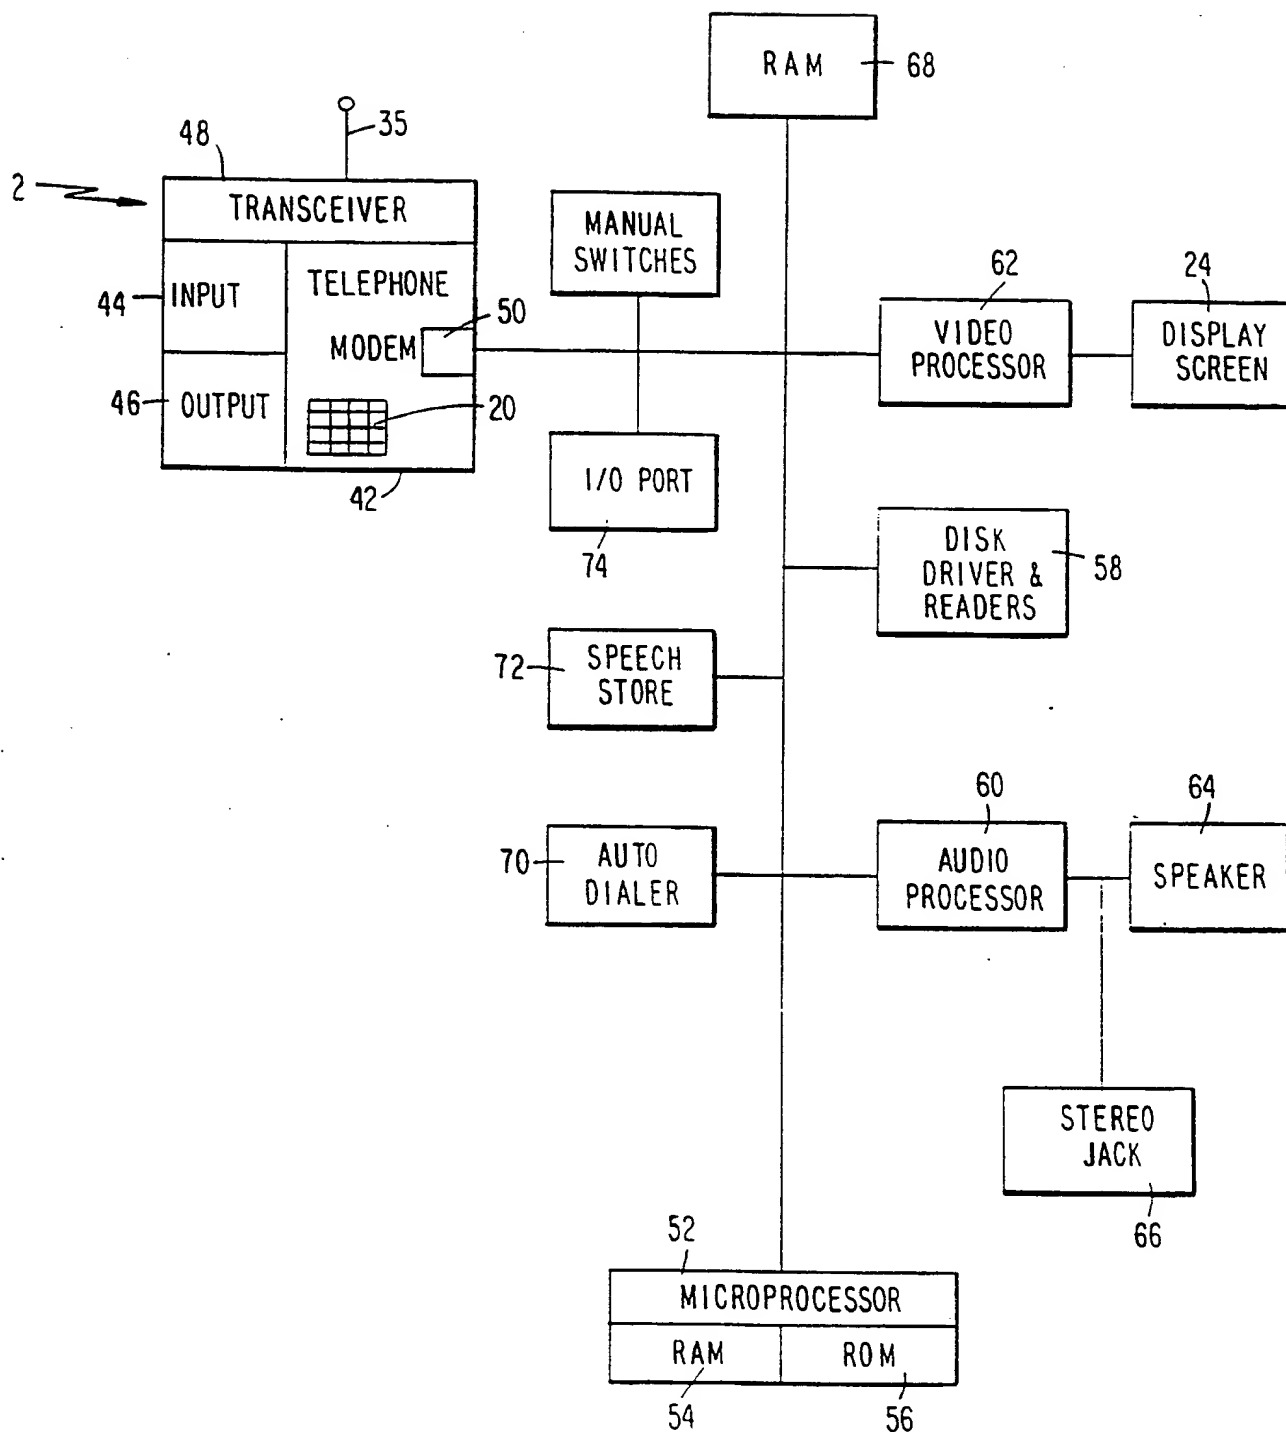 RAM
68
35
48
2
TRANSCEIVER
MANUAL
SWITCHES
44
INPUT
TELEPHONE
50
MODEM
62
24
VIDEO
PROCESSOR
DISPLAY
SCREEN
46
OUTPUT
20
42
I/O PORT
74
DISK
DRIVER &
READERS
58
72
SPEECH
STORE
60
64
70
AUTO
DIALER
AUDIO
PROCESSOR
SPEAKER
STEREO
JACK
66
52
MICROPROCESSOR
RAM
ROM
54
56